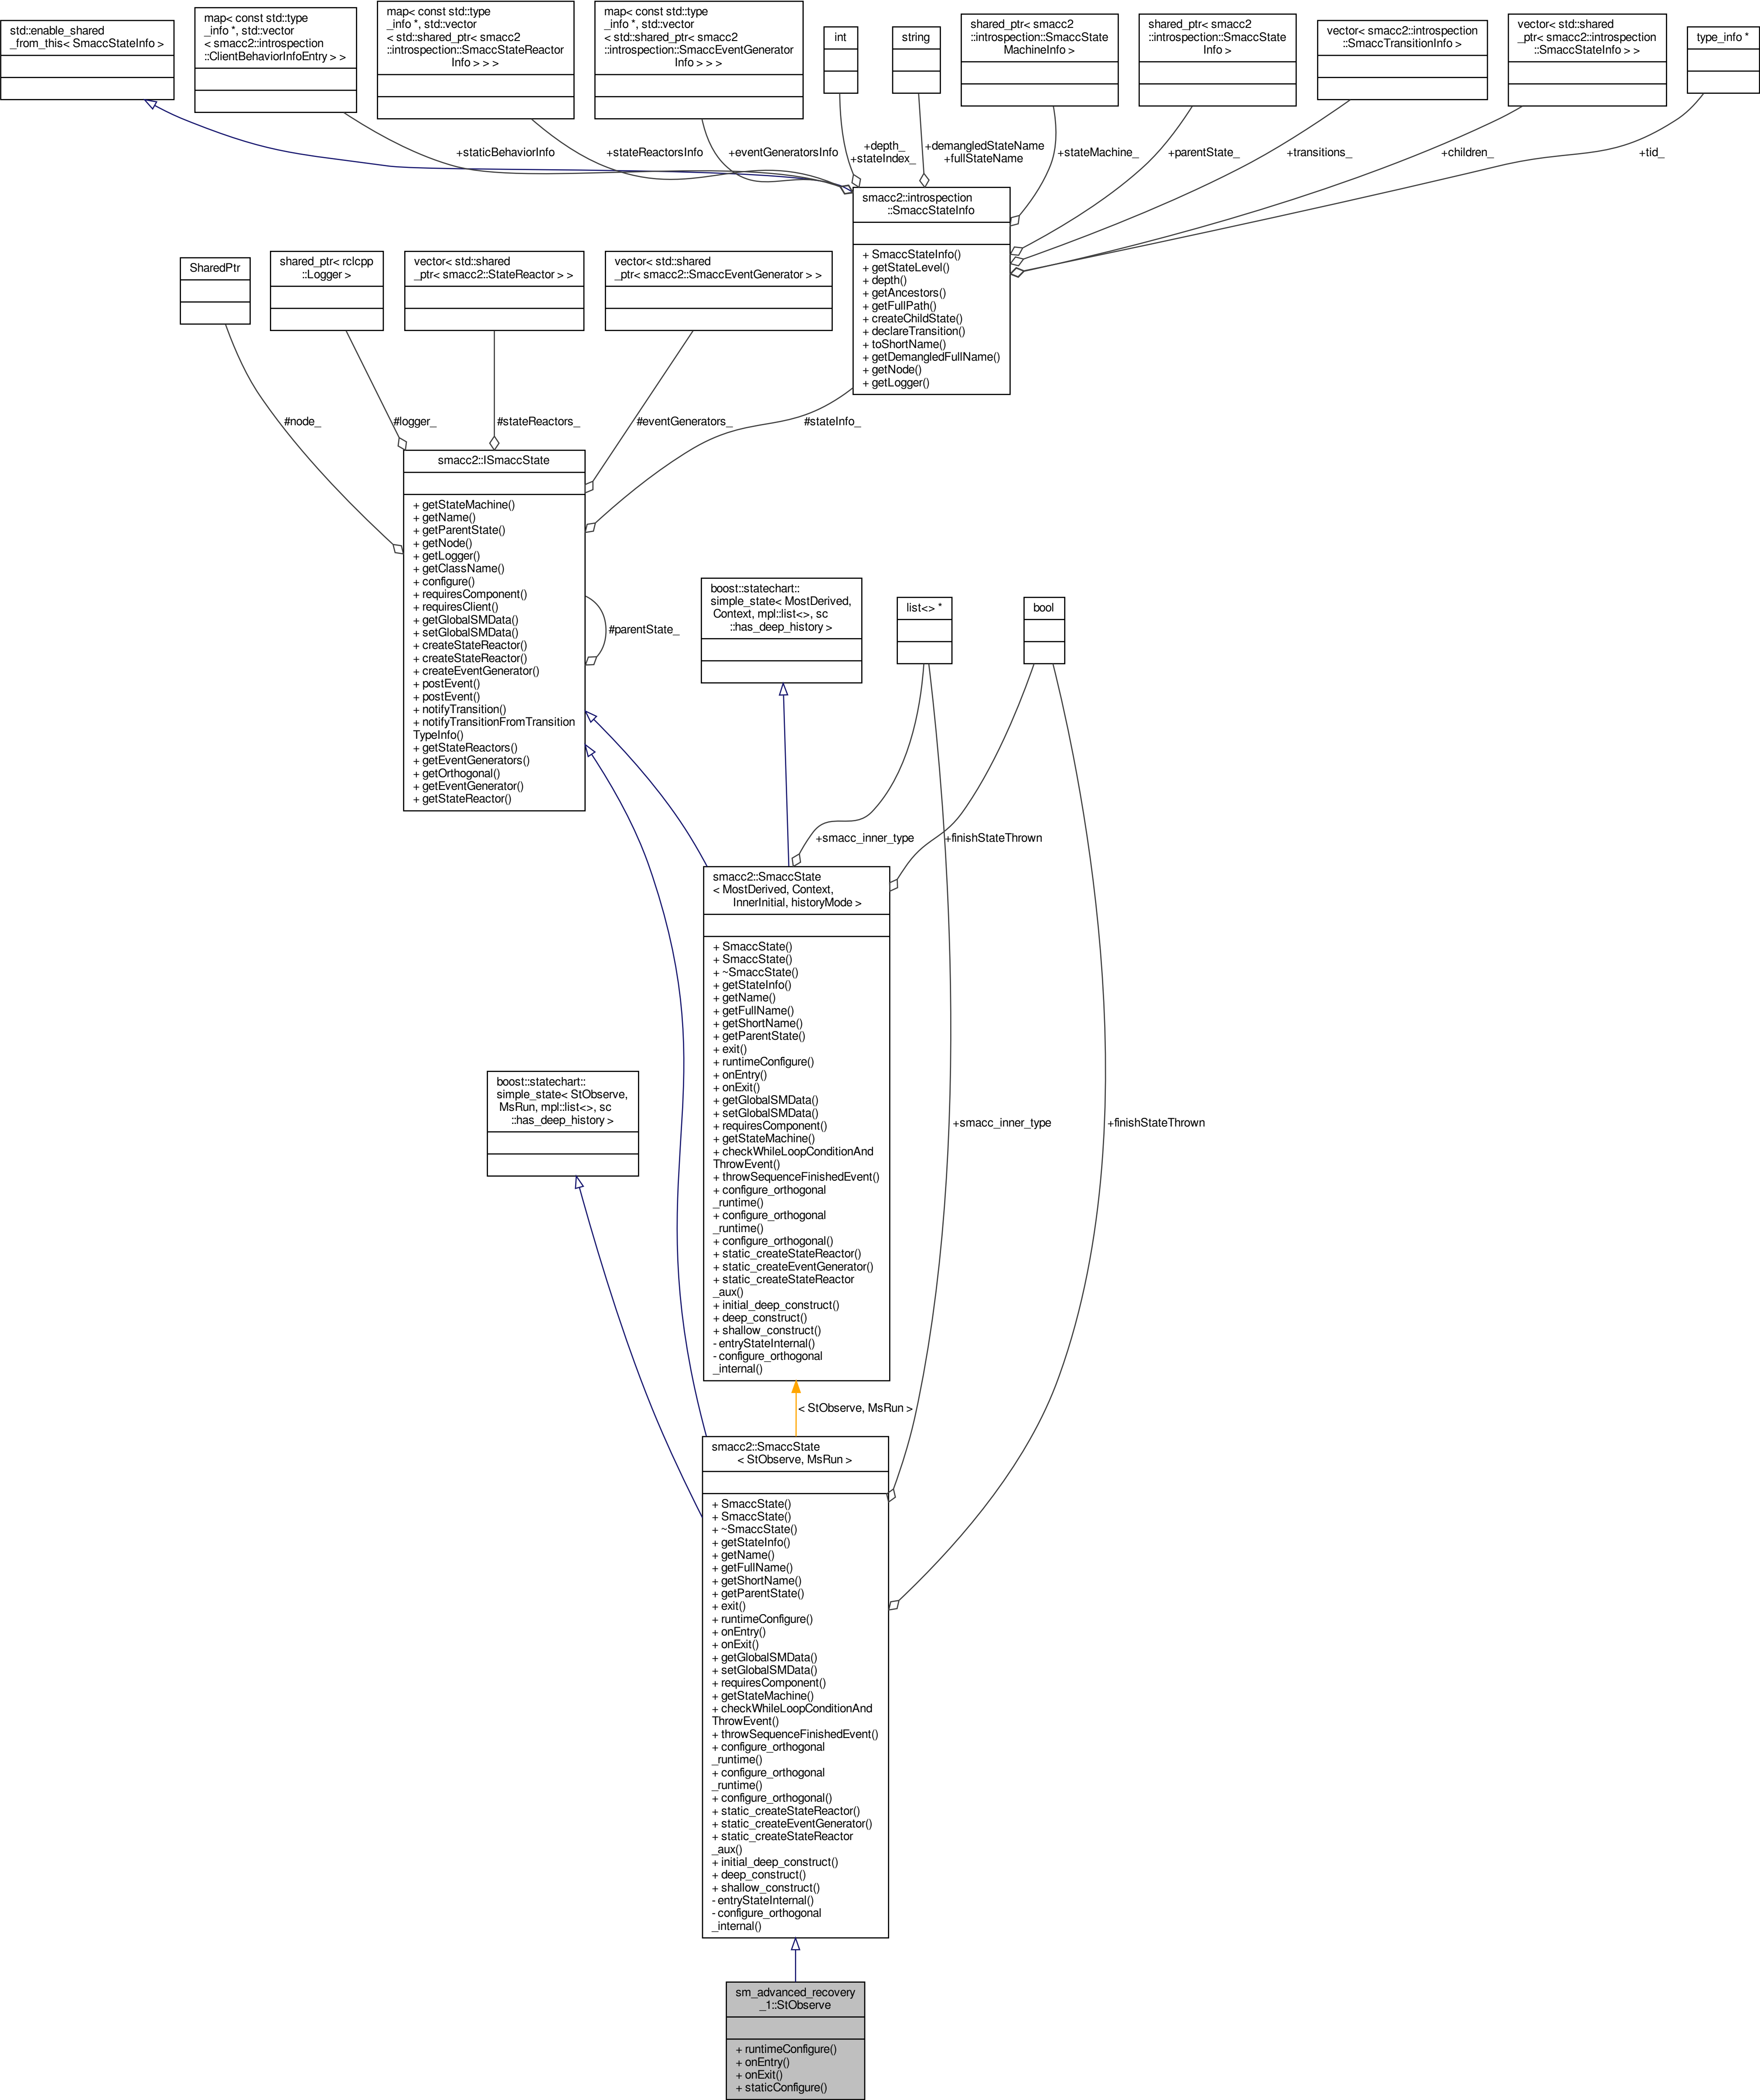 std::enable_shared
_from_this< SmaccStateInfo >
map< const std::type
_info *, std::vector
< smacc2::introspection
::ClientBehaviorInfoEntry > >
map< const std::type
_info *, std::vector
< std::shared_ptr< smacc2
::introspection::SmaccStateReactor
Info > > >
map< const std::type
_info *, std::vector
< std::shared_ptr< smacc2
::introspection::SmaccEventGenerator
Info > > >
int
string
shared_ptr< smacc2
::introspection::SmaccState
MachineInfo >
shared_ptr< smacc2
::introspection::SmaccState
Info >
vector< smacc2::introspection
::SmaccTransitionInfo >
vector< std::shared
_ptr< smacc2::introspection
::SmaccStateInfo > >
type_info *
+staticBehaviorInfo
+stateReactorsInfo
+eventGeneratorsInfo
+depth_
+stateIndex_
+demangledStateName
+fullStateName
+stateMachine_
+parentState_
+transitions_
+children_
+tid_
smacc2::introspection
::SmaccStateInfo
+ SmaccStateInfo()
+ getStateLevel()
+ depth()
+ getAncestors()
+ getFullPath()
+ createChildState()
+ declareTransition()
+ toShortName()
+ getDemangledFullName()
+ getNode()
+ getLogger()
SharedPtr
shared_ptr< rclcpp
::Logger >
vector< std::shared
_ptr< smacc2::StateReactor > >
vector< std::shared
_ptr< smacc2::SmaccEventGenerator > >
#node_
#logger_
#stateReactors_
#eventGenerators_
#stateInfo_
smacc2::ISmaccState
+ getStateMachine()
+ getName()
+ getParentState()
+ getNode()
+ getLogger()
+ getClassName()
+ configure()
+ requiresComponent()
+ requiresClient()
+ getGlobalSMData()
+ setGlobalSMData()
+ createStateReactor()
+ createStateReactor()
+ createEventGenerator()
+ postEvent()
+ postEvent()
+ notifyTransition()
+ notifyTransitionFromTransition
TypeInfo()
+ getStateReactors()
+ getEventGenerators()
+ getOrthogonal()
+ getEventGenerator()
+ getStateReactor()
#parentState_
boost::statechart::
simple_state< MostDerived,
Context, mpl::list<>, sc
::has_deep_history >
list<> *
bool
+smacc_inner_type
+finishStateThrown
smacc2::SmaccState
< MostDerived, Context,
InnerInitial, historyMode >
+ SmaccState()
+ SmaccState()
+ ~SmaccState()
+ getStateInfo()
+ getName()
+ getFullName()
+ getShortName()
+ getParentState()
+ exit()
+ runtimeConfigure()
+ onEntry()
+ onExit()
+ getGlobalSMData()
+ setGlobalSMData()
+ requiresComponent()
+ getStateMachine()
+ checkWhileLoopConditionAnd
ThrowEvent()
+ throwSequenceFinishedEvent()
+ configure_orthogonal
_runtime()
+ configure_orthogonal
_runtime()
+ configure_orthogonal()
+ static_createStateReactor()
+ static_createEventGenerator()
+ static_createStateReactor
_aux()
+ initial_deep_construct()
+ deep_construct()
+ shallow_construct()
- entryStateInternal()
- configure_orthogonal
_internal()
boost::statechart::
simple_state< StObserve,
MsRun, mpl::list<>, sc
::has_deep_history >
+smacc_inner_type
+finishStateThrown
< StObserve, MsRun >
smacc2::SmaccState
< StObserve, MsRun >
+ SmaccState()
+ SmaccState()
+ ~SmaccState()
+ getStateInfo()
+ getName()
+ getFullName()
+ getShortName()
+ getParentState()
+ exit()
+ runtimeConfigure()
+ onEntry()
+ onExit()
+ getGlobalSMData()
+ setGlobalSMData()
+ requiresComponent()
+ getStateMachine()
+ checkWhileLoopConditionAnd
ThrowEvent()
+ throwSequenceFinishedEvent()
+ configure_orthogonal
_runtime()
+ configure_orthogonal
_runtime()
+ configure_orthogonal()
+ static_createStateReactor()
+ static_createEventGenerator()
+ static_createStateReactor
_aux()
+ initial_deep_construct()
+ deep_construct()
+ shallow_construct()
- entryStateInternal()
- configure_orthogonal
_internal()
sm_advanced_recovery
_1::StObserve
+ runtimeConfigure()
+ onEntry()
+ onExit()
+ staticConfigure()